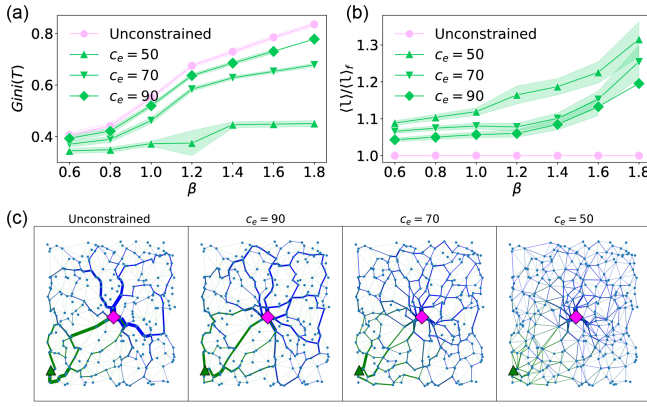 (a)
Gini(T)
0.8
0.6
0.4
Unconstrained
c_e = 50
c_e = 70
c_e = 90
0.6 0.8 1.0 1.2 1.4 1.6 1.8
β
(b)
⟨l⟩/⟨l⟩_f
1.3
1.2
1.1
1.0
Unconstrained
c_e = 50
c_e = 70
c_e = 90
0.6 0.8 1.0 1.2 1.4 1.6 1.8
β
(c)
Unconstrained
c_e = 90
c_e = 70
c_e = 50